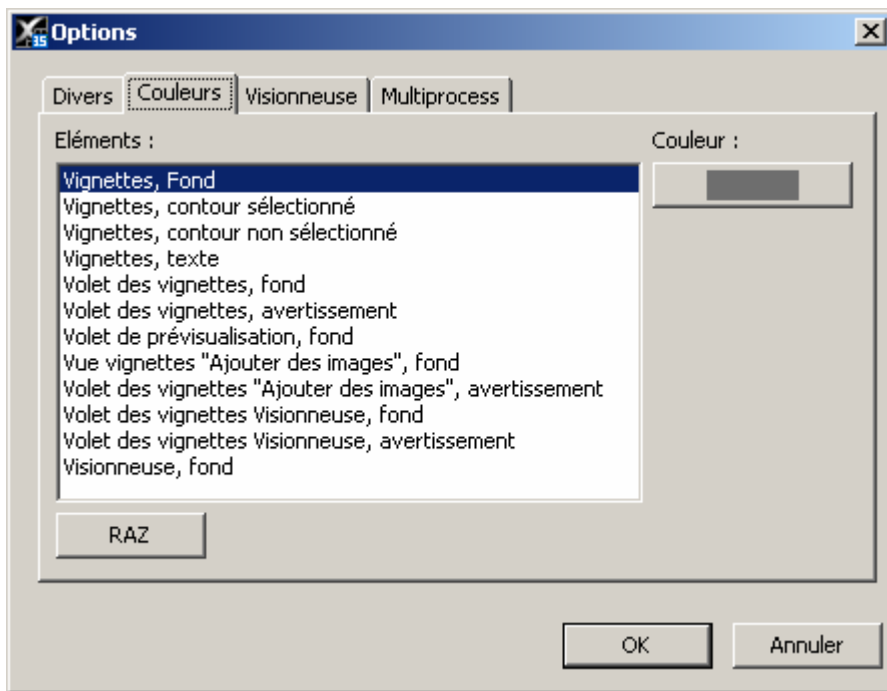 35 Options
Divers Couleurs Visionneuse Multiprocess
Eléments :
Couleur :
Vignettes, Fond
Vignettes, contour sélectionné
Vignettes, contour non sélectionné
Vignettes, texte
Volet des vignettes, fond
Volet des vignettes, avertissement
Volet de prévisualisation, fond
Vue vignettes "Ajouter des images", fond
Volet des vignettes "Ajouter des images", avertissement
Volet des vignettes Visionneuse, fond
Volet des vignettes Visionneuse, avertissement
Visionneuse, fond
RAZ
OK Annuler